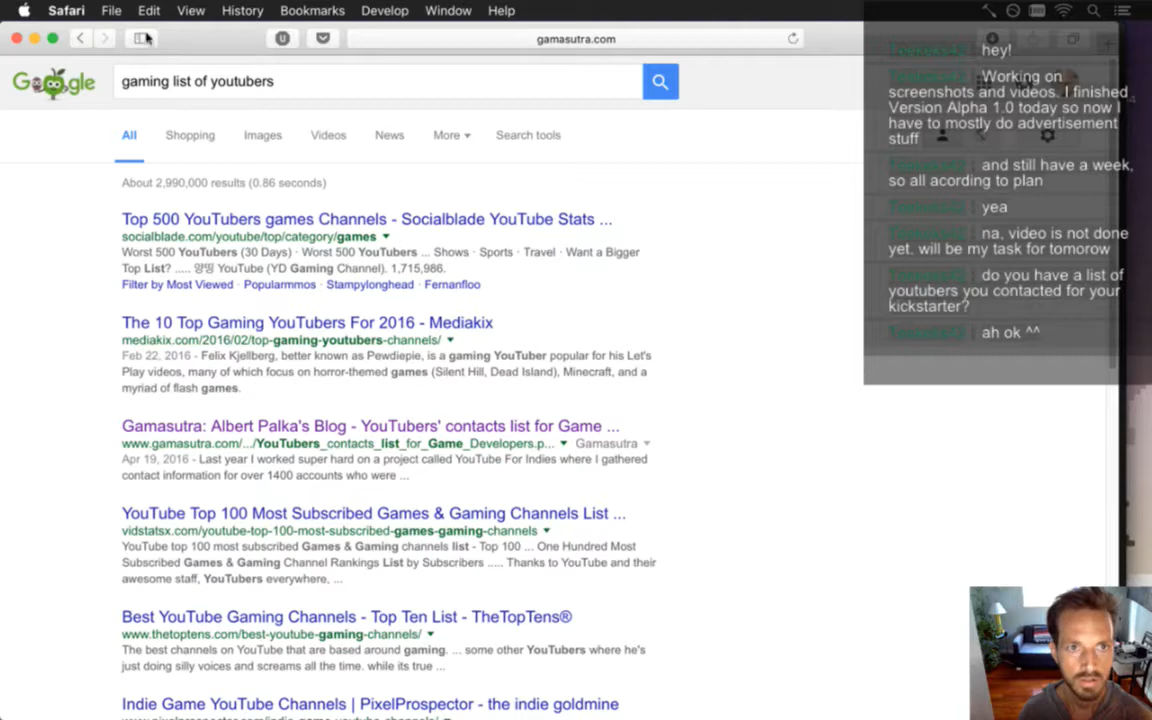 Safari File Edit View History Bookmarks Develop Window Help
gamasutra.com
Google
gaming list of youtubers
All Shopping Images Videos News More Search tools
About 2,990,000 results (0.86 seconds)
Top 500 YouTubers games Channels - Socialblade YouTube Stats ...
socialblade.com/youtube/top/category/games
Worst 500 YouTubers (30 Days) · Worst 500 YouTubers ... Shows · Sports · Travel · Want a Bigger
Top List? ..... 양띵 YouTube (YD Gaming Channel). 1,715,986.
Filter by Most Viewed · Popularmmos · Stampylonghead · Fernanfloo
The 10 Top Gaming YouTubers For 2016 - Mediakix
mediakix.com/2016/02/top-gaming-youtubers-channels/
Feb 22, 2016 - Felix Kjellberg, better known as Pewdiepie, is a gaming YouTuber popular for his Let's
Play videos, many of which focus on horror-themed games (Silent Hill, Dead Island), Minecraft, and a
myriad of flash games.
Gamasutra: Albert Palka's Blog - YouTubers' contacts list for Game ...
www.gamasutra.com/.../YouTubers_contacts_list_for_Game_Developers.p... Gamasutra
Apr 19, 2016 - Last year I worked super hard on a project called YouTube For Indies where I gathered
contact information for over 1400 accounts who were ...
YouTube Top 100 Most Subscribed Games & Gaming Channels List ...
vidstatsx.com/youtube-top-100-most-subscribed-games-gaming-channels
YouTube top 100 most subscribed Games & Gaming channels list - Top 100 ... One Hundred Most
Subscribed Games & Gaming Channel Rankings List by Subscribers ..... Thanks to YouTube and their
awesome staff, YouTubers everywhere, ...
Best YouTube Gaming Channels - Top Ten List - TheTopTens®
www.thetoptens.com/best-youtube-gaming-channels/
The best channels on YouTube that are based around gaming. ... some other YouTubers where he's
just doing silly voices and screams all the time. while its true ...
Indie Game YouTube Channels | PixelProspector - the indie goldmine
hey!
Working on
screenshots and videos. I finished
Version Alpha 1.0 today so now I
have to mostly do advertisement
stuff
and still have a week,
so all acording to plan
yea
na, video is not done
yet. will be my task for tomorow
do you have a list of
youtubers you contacted for your
kickstarter?
ah ok ^^